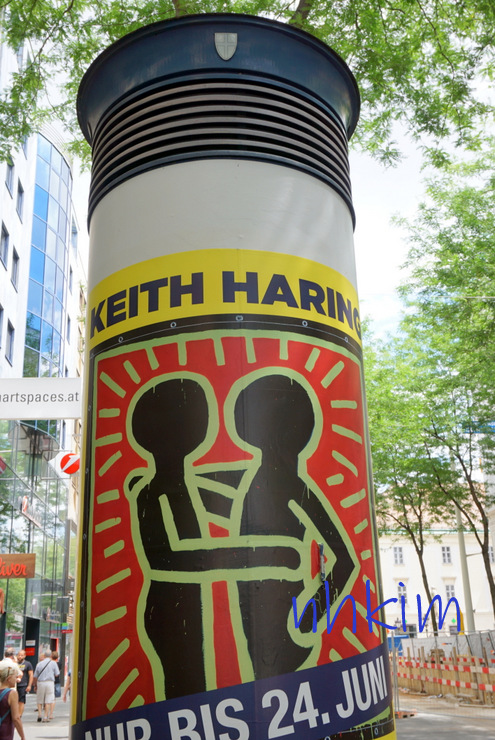 KEITH HARING
artspaces.at
nhkim
NUR BIS 24. JUNI